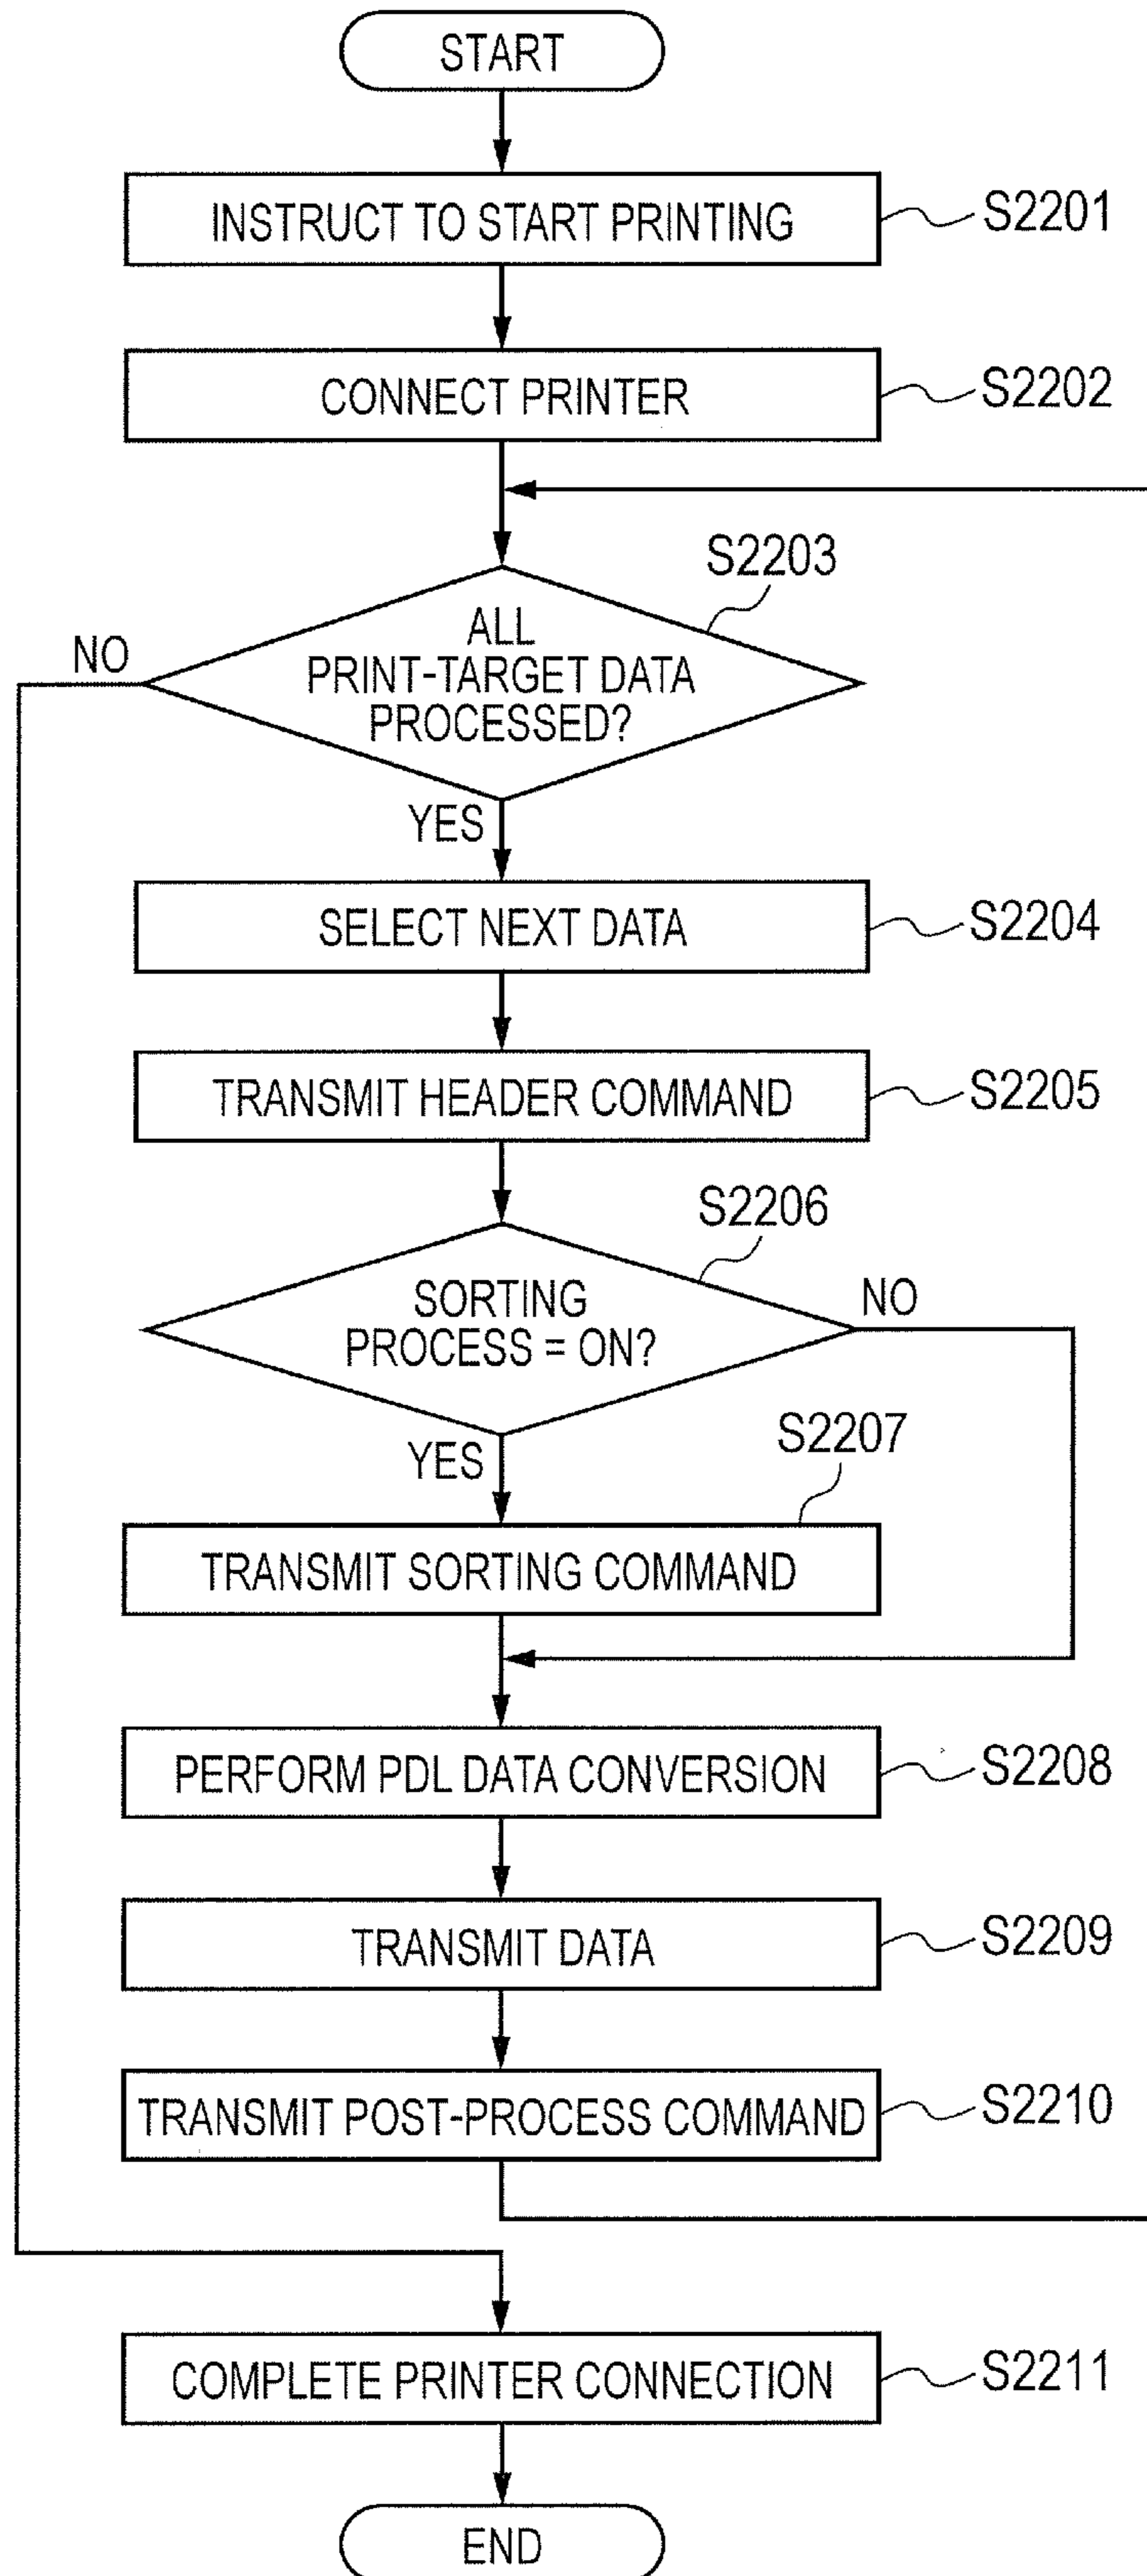 START
INSTRUCT TO START PRINTING
S2201
CONNECT PRINTER
S2202
S2203
ALL
PRINT-TARGET DATA
PROCESSED?
NO
YES
SELECT NEXT DATA
S2204
TRANSMIT HEADER COMMAND
S2205
S2206
SORTING
PROCESS = ON?
NO
YES
S2207
TRANSMIT SORTING COMMAND
PERFORM PDL DATA CONVERSION
S2208
TRANSMIT DATA
S2209
TRANSMIT POST-PROCESS COMMAND
S2210
COMPLETE PRINTER CONNECTION
S2211
END